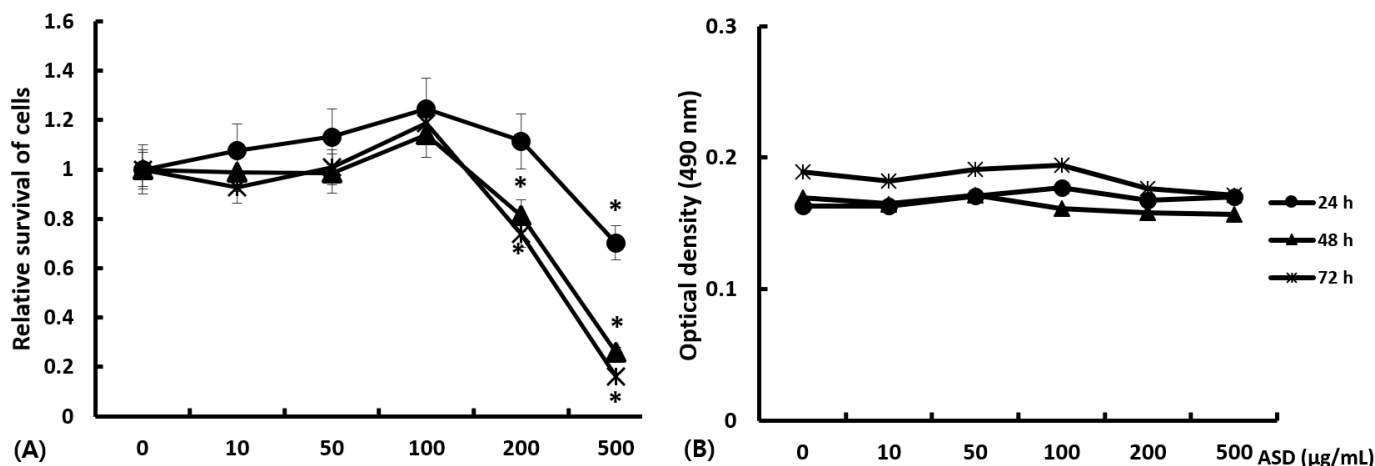 Relative survival of cells
1.6
1.4
1.2
1
0.8
0.6
0.4
0.2
0
* *
*
*
*
0 10 50 100 200 500
(A)
Optical density (490 nm)
0.3
0.2
0.1
0
0 10 50 100 200 500 ASD (µg/mL)
(B)
24 h
48 h
72 h